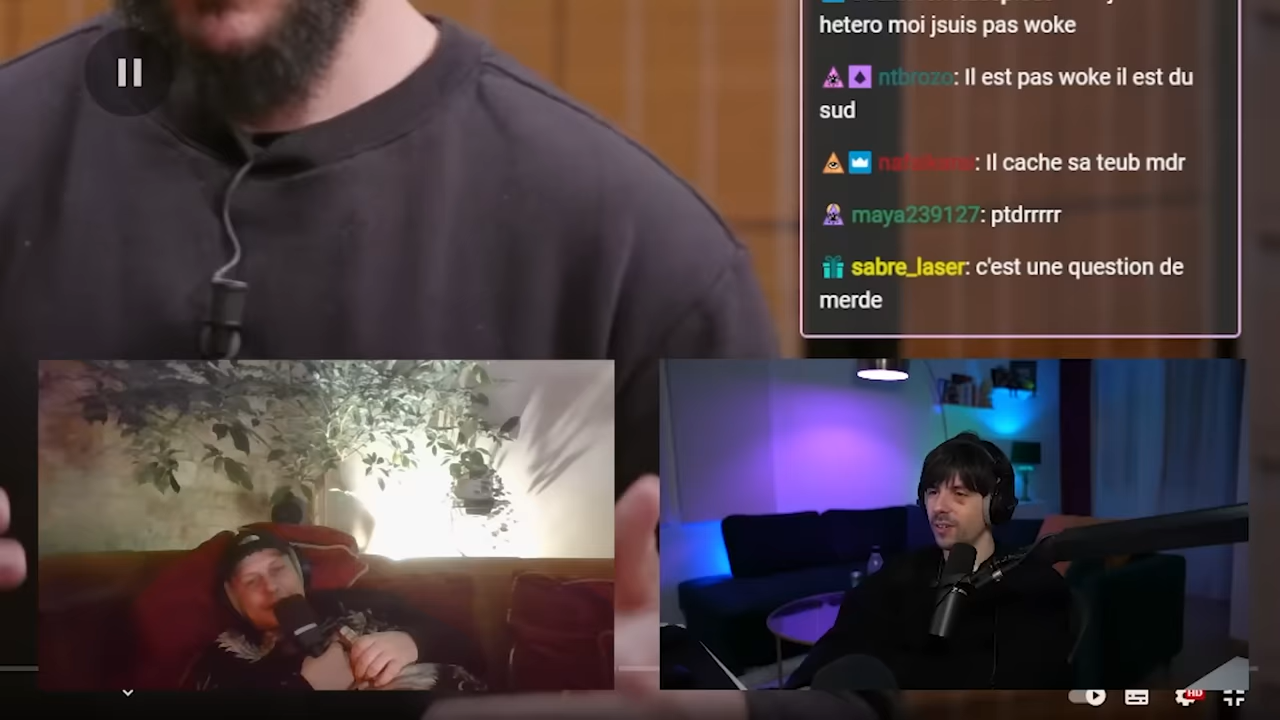 hetero moi jsuis pas woke
ntbrozo: Il est pas woke il est du
sud
: Il cache sa teub mdr
maya239127: ptdrrrrr
sabre_laser: c'est une question de
merde
HD